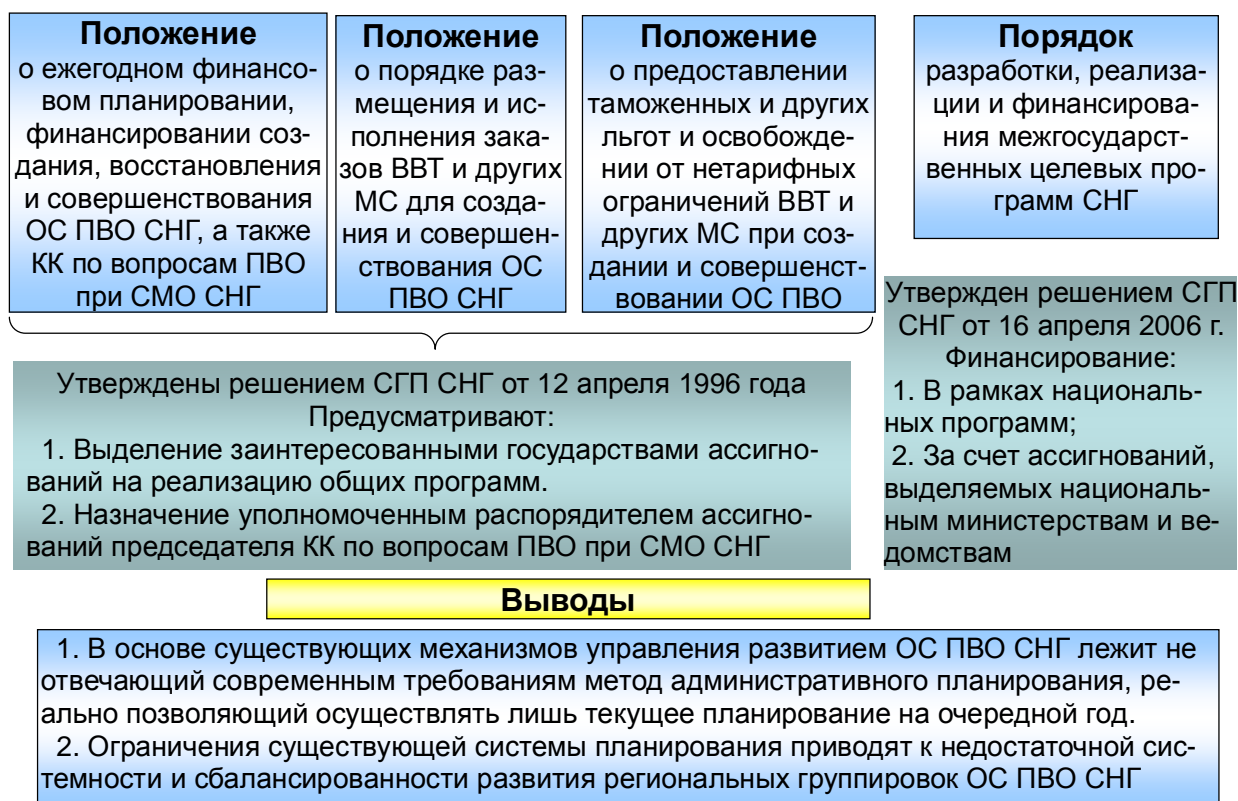 Положение
о ежегодном финансо-
вом планировании,
финансировании соз-
дания, восстановления
и совершенствования
ОС ПВО СНГ, а также
КК по вопросам ПВО
при СМО СНГ
Положение
о порядке раз-
мещения и ис-
полнения зака-
зов ВВТ и других
МС для созда-
ния и совершен-
ствования ОС
ПВО СНГ
Положение
о предоставлении
таможенных и других
льгот и освобожде-
нии от нетарифных
ограничений ВВТ и
других МС при соз-
дании и совершенст-
вовании ОС ПВО
Порядок
разработки, реализа-
ции и финансирова-
ния межгосударст-
венных целевых про-
грамм СНГ
Утверждены решением СГП СНГ от 12 апреля 1996 года
Предусматривают:
1. Выделение заинтересованными государствами ассигно-
ваний на реализацию общих программ.
2. Назначение уполномоченным распорядителем ассигно-
ваний председателя КК по вопросам ПВО при СМО СНГ
Утвержден решением СГП
СНГ от 16 апреля 2006 г.
Финансирование:
1. В рамках националь-
ных программ;
2. За счет ассигнований,
выделяемых националь-
ным министерствам и ве-
домствам
Выводы
1. В основе существующих механизмов управления развитием ОС ПВО СНГ лежит не
отвечающий современным требованиям метод административного планирования, ре-
ально позволяющий осуществлять лишь текущее планирование на очередной год.
2. Ограничения существующей системы планирования приводят к недостаточной сис-
темности и сбалансированности развития региональных группировок ОС ПВО СНГ